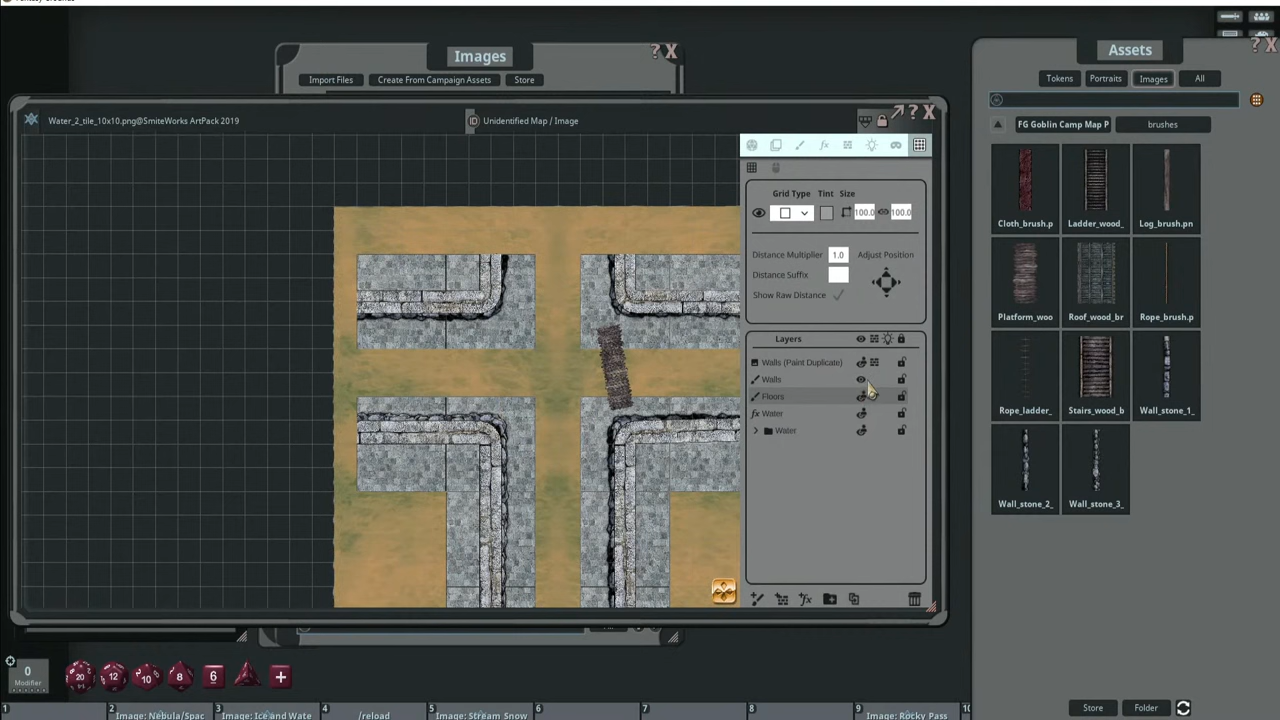 Images
Import Files
Create From Campaign Assets
Store
Water_2_tile_10x10.png@SmiteWorks ArtPack 2019
ID
Unidentified Map / Image
Grid Type
Tint
Size
100.0
100.0
Distance Multiplier
1.0
Adjust Position
Distance Suffix
Show Raw Distance
Layers
Walls (Paint Duplicate)
Walls
Floors
fx Water
Water
Assets
Tokens
Portraits
Images
All
FG Goblin Camp Map P
brushes
Cloth_brush.p
Ladder_wood_
Log_brush.pn
Platform_woo
Roof_wood_br
Rope_brush.p
Rope_ladder_
Stairs_wood_b
Wall_stone_1_
Wall_stone_2_
Wall_stone_3_
Store
Folder
0
Modifier
20
12
10
8
6
1
2
Image: Nebula/Spac
3
Image: Ice and Wate
4
/reload
5
Image: Stream Snow
6
7
8
9
Image: Rocky Pass
10